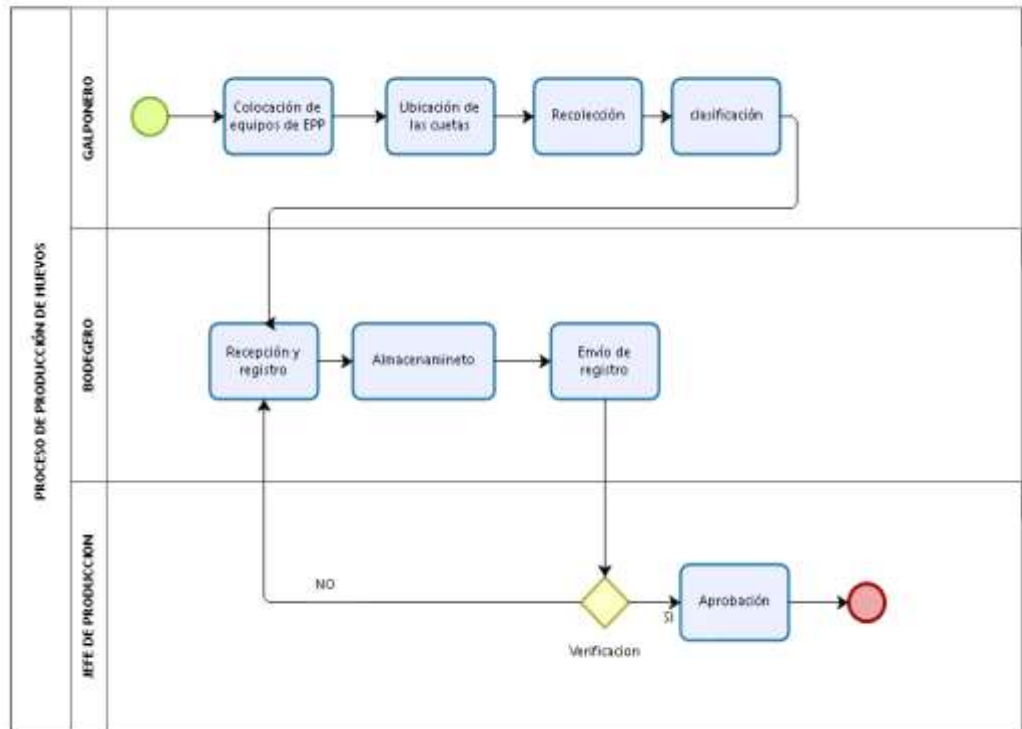 PROCESO DE PRODUCCIÓN DE HUEVOS
GALPONERO
Colocación de
equipos de EPP
Ubicación de
las cuetas
Recolección
clasificación
BODEGERO
Recepción y
registro
Almacenamineto
Envío de
registro
JEFE DE PRODUCCION
NO
Verificacion
SI
Aprobación